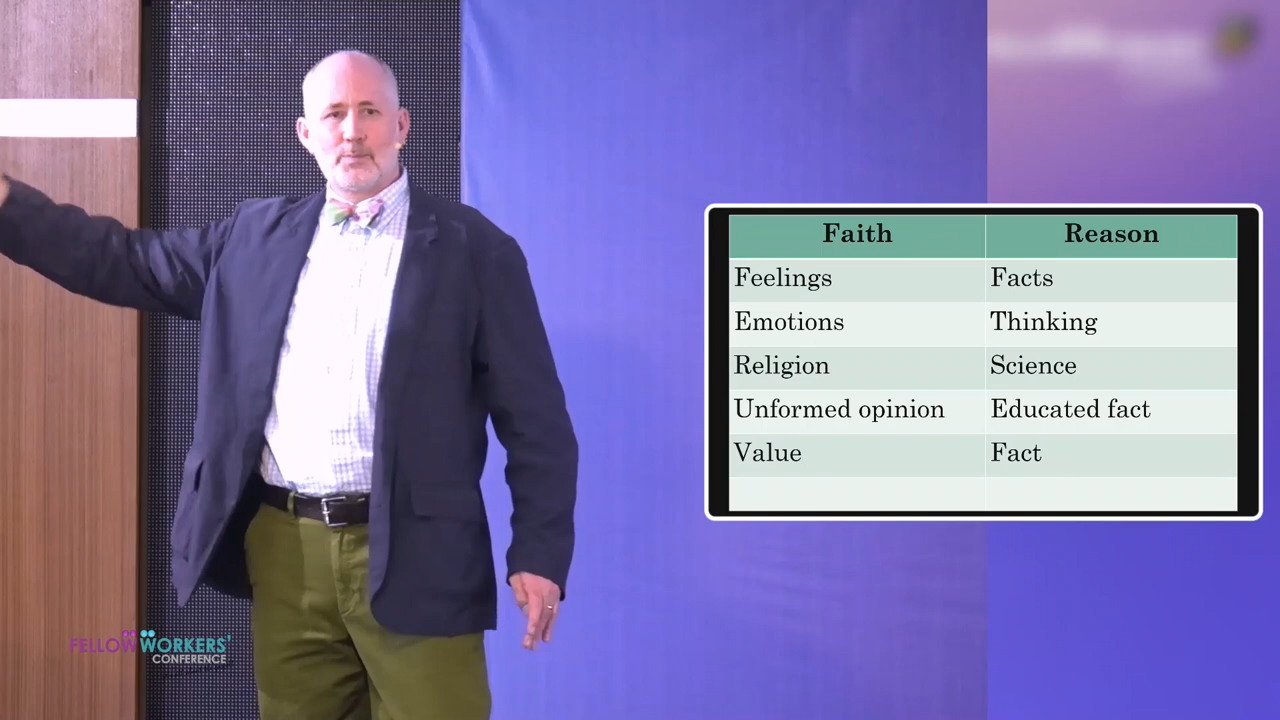 Faith Reason
Feelings Facts
Emotions Thinking
Religion Science
Unformed opinion Educated fact
Value Fact
FELLOWWORKERS'
CONFERENCE